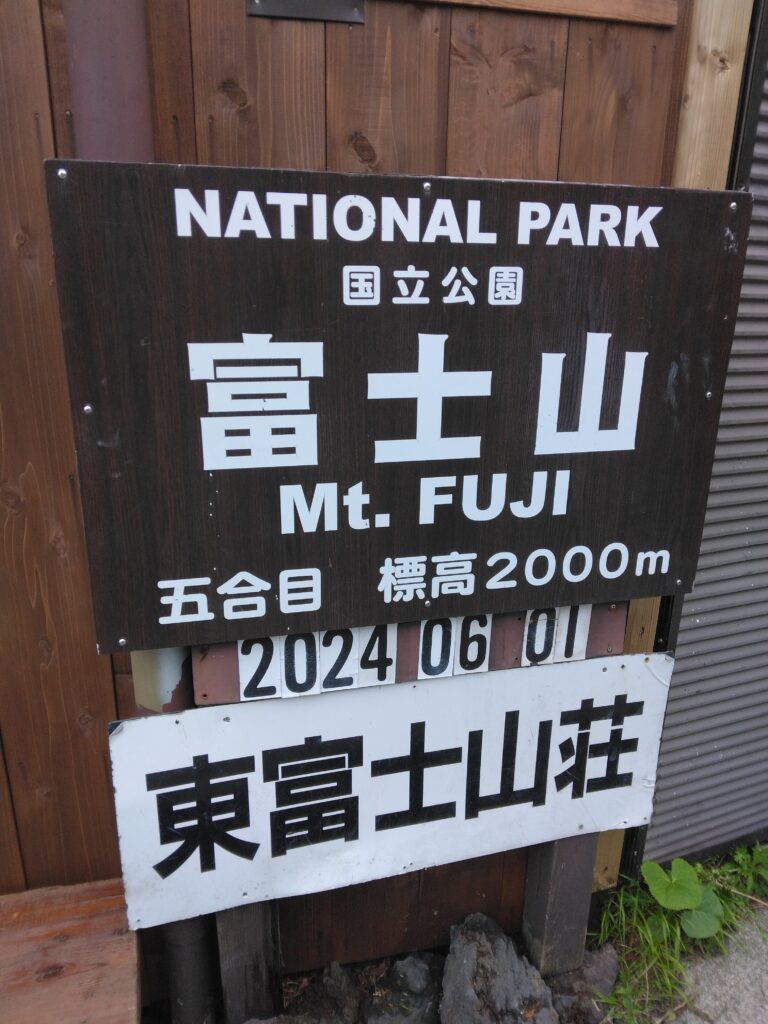 NATIONAL PARK
国立公園
富士山
Mt. FUJI
五合目 標高2000m
2024 06 01
東富士山荘